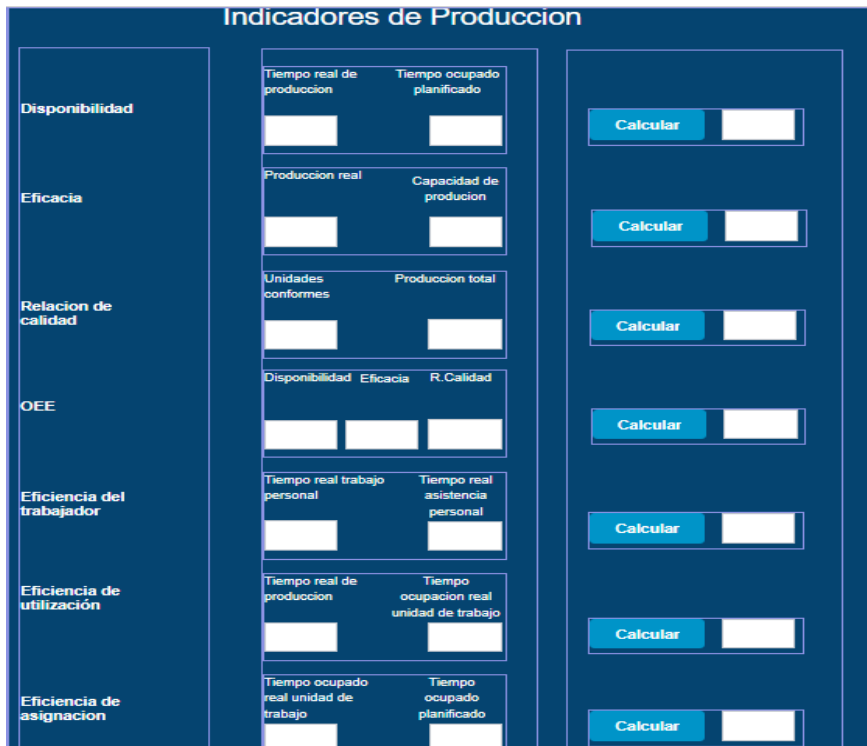 Indicadores de Produccion
Disponibilidad
Tiempo real de
produccion
Tiempo ocupado
planificado
Calcular
Eficacia
Produccion real
Capacidad de
producion
Calcular
Relacion de
calidad
Unidades
conformes
Produccion total
Calcular
OEE
Disponibilidad
Eficacia
R.Calidad
Calcular
Eficiencia del
trabajador
Tiempo real trabajo
personal
Tiempo real
asistencia
personal
Calcular
Eficiencia de
utilización
Tiempo real de
produccion
Tiempo
ocupacion real
unidad de trabajo
Calcular
Eficiencia de
asignacion
Tiempo ocupado
real unidad de
trabajo
Tiempo
ocupado
planificado
Calcular